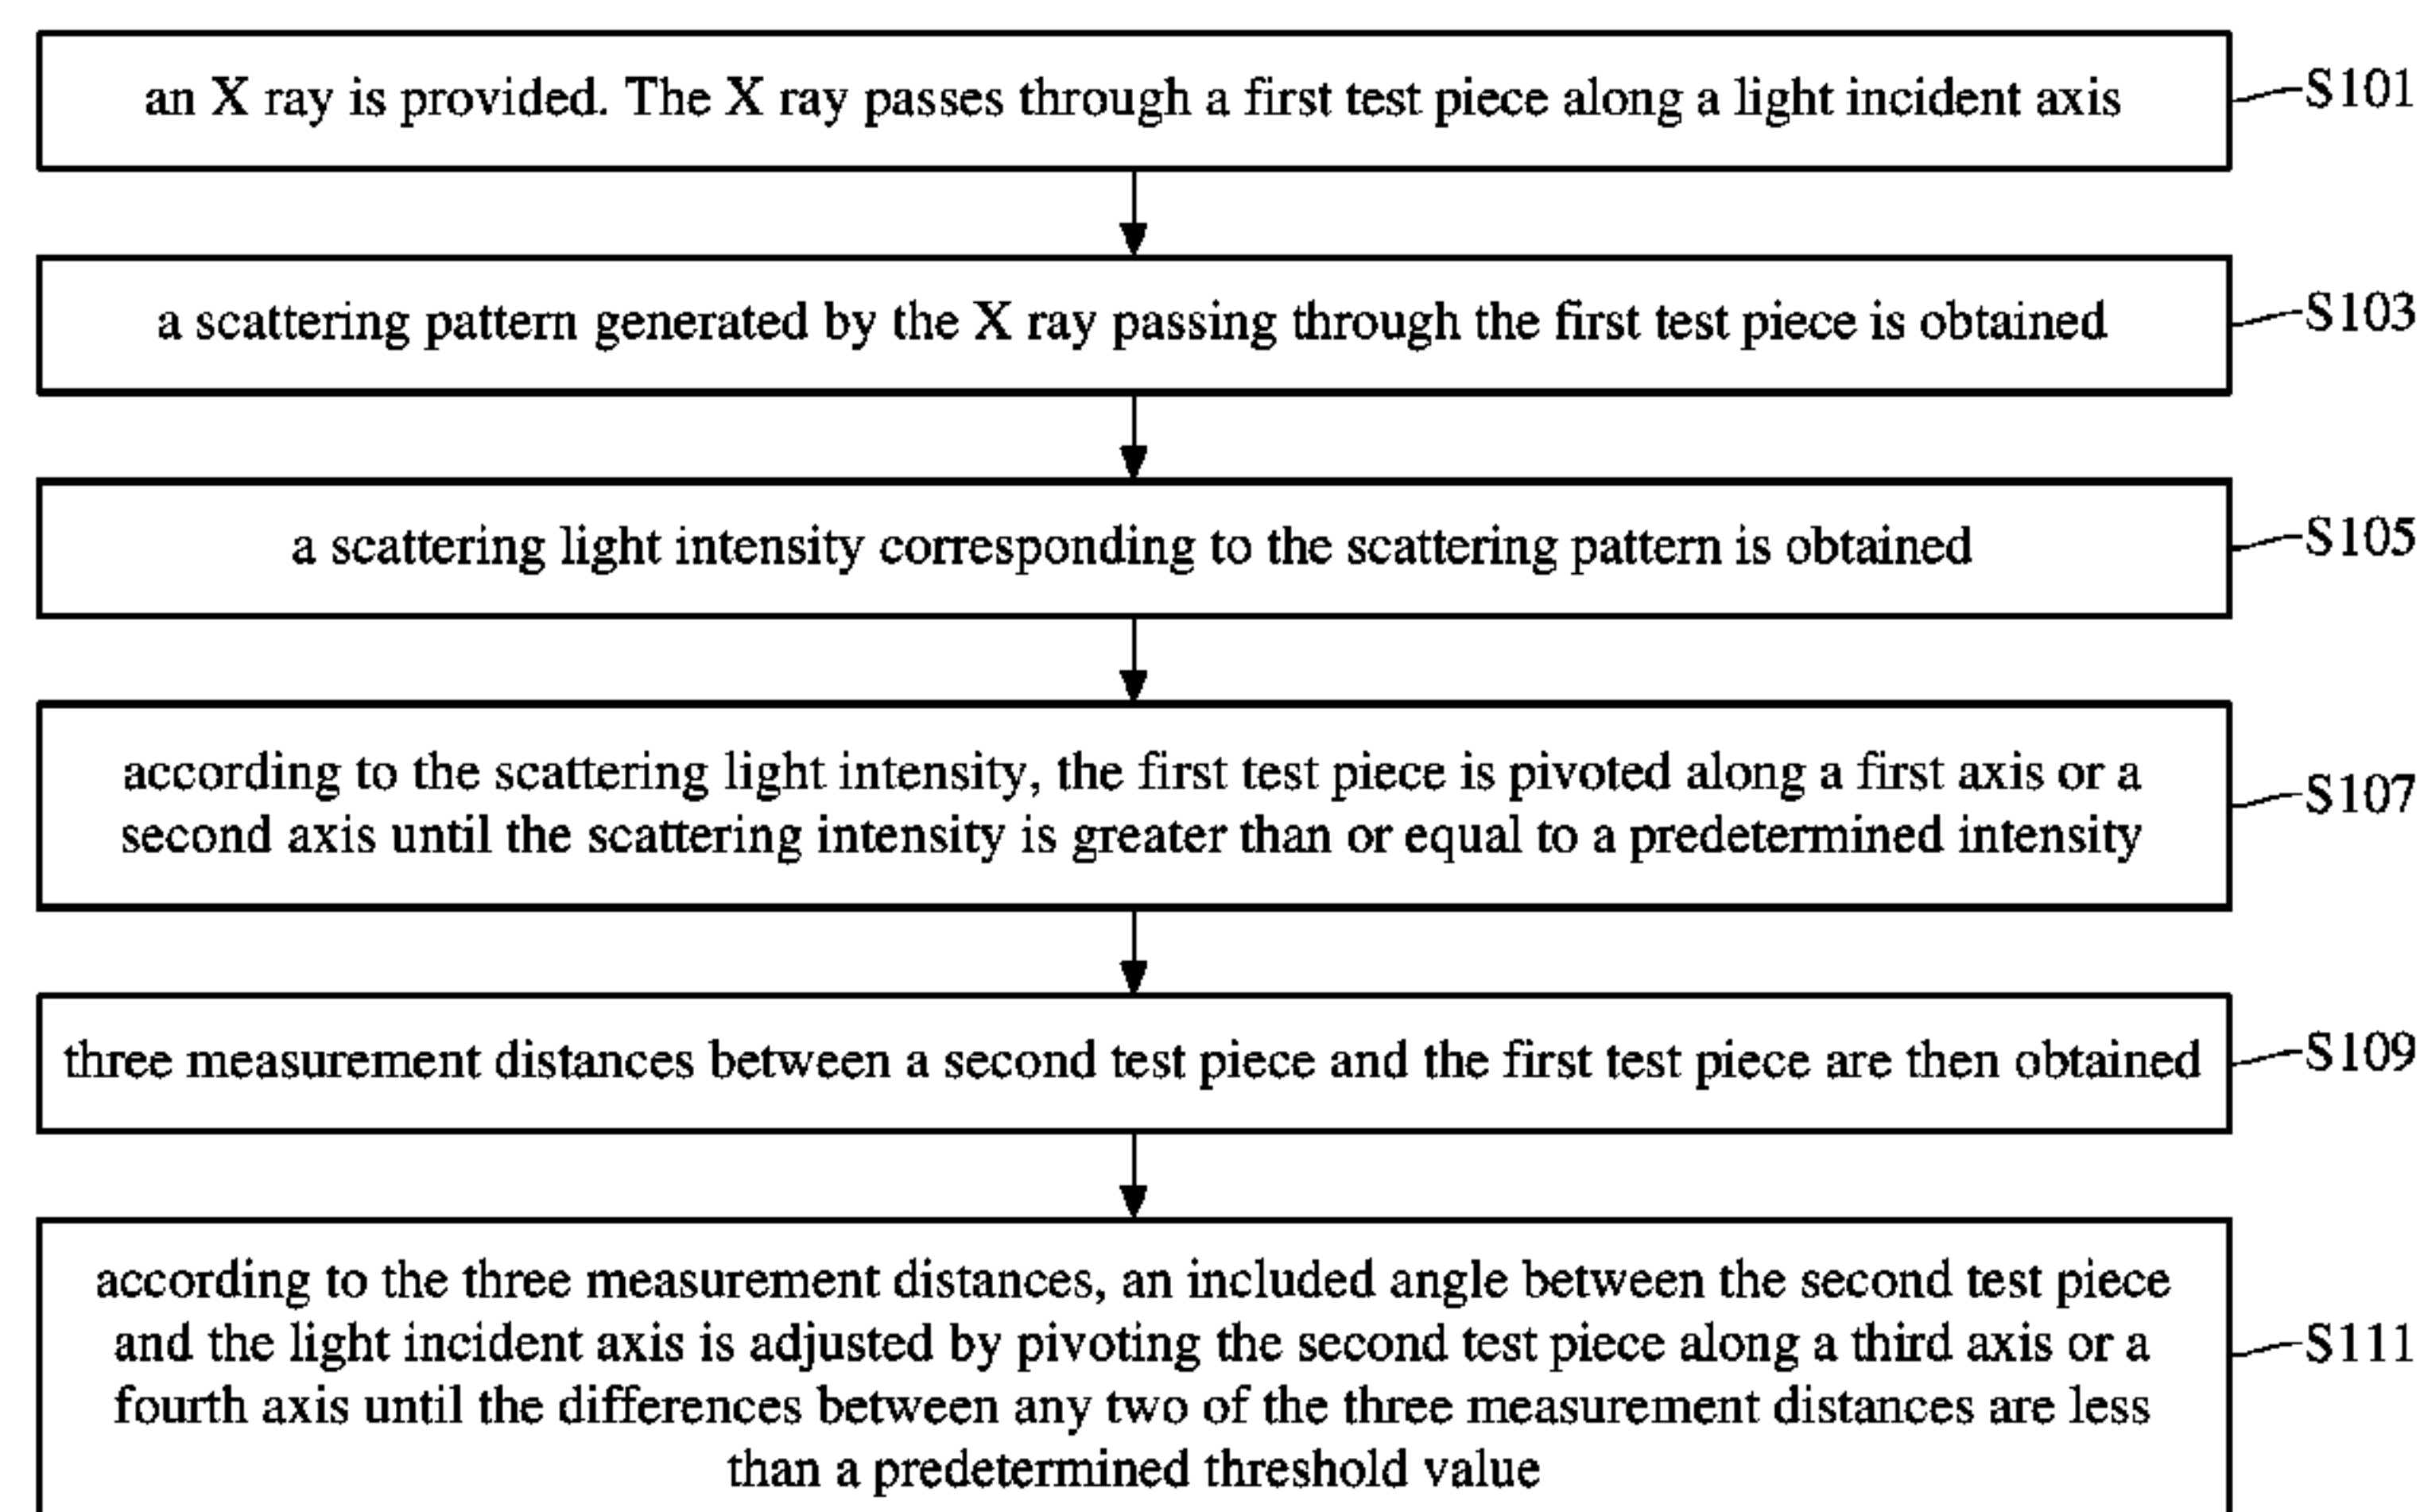 an X ray is provided. The X ray passes through a first test piece along a light incident axis
S101
a scattering pattern generated by the X ray passing through the first test piece is obtained
S103
a scattering light intensity corresponding to the scattering pattern is obtained
S105
according to the scattering light intensity, the first test piece is pivoted along a first axis or a
second axis until the scattering intensity is greater than or equal to a predetermined intensity
S107
three measurement distances between a second test piece and the first test piece are then obtained
S109
according to the three measurement distances, an included angle between the second test piece
and the light incident axis is adjusted by pivoting the second test piece along a third axis or a
fourth axis until the differences between any two of the three measurement distances are less
than a predetermined threshold value
S111